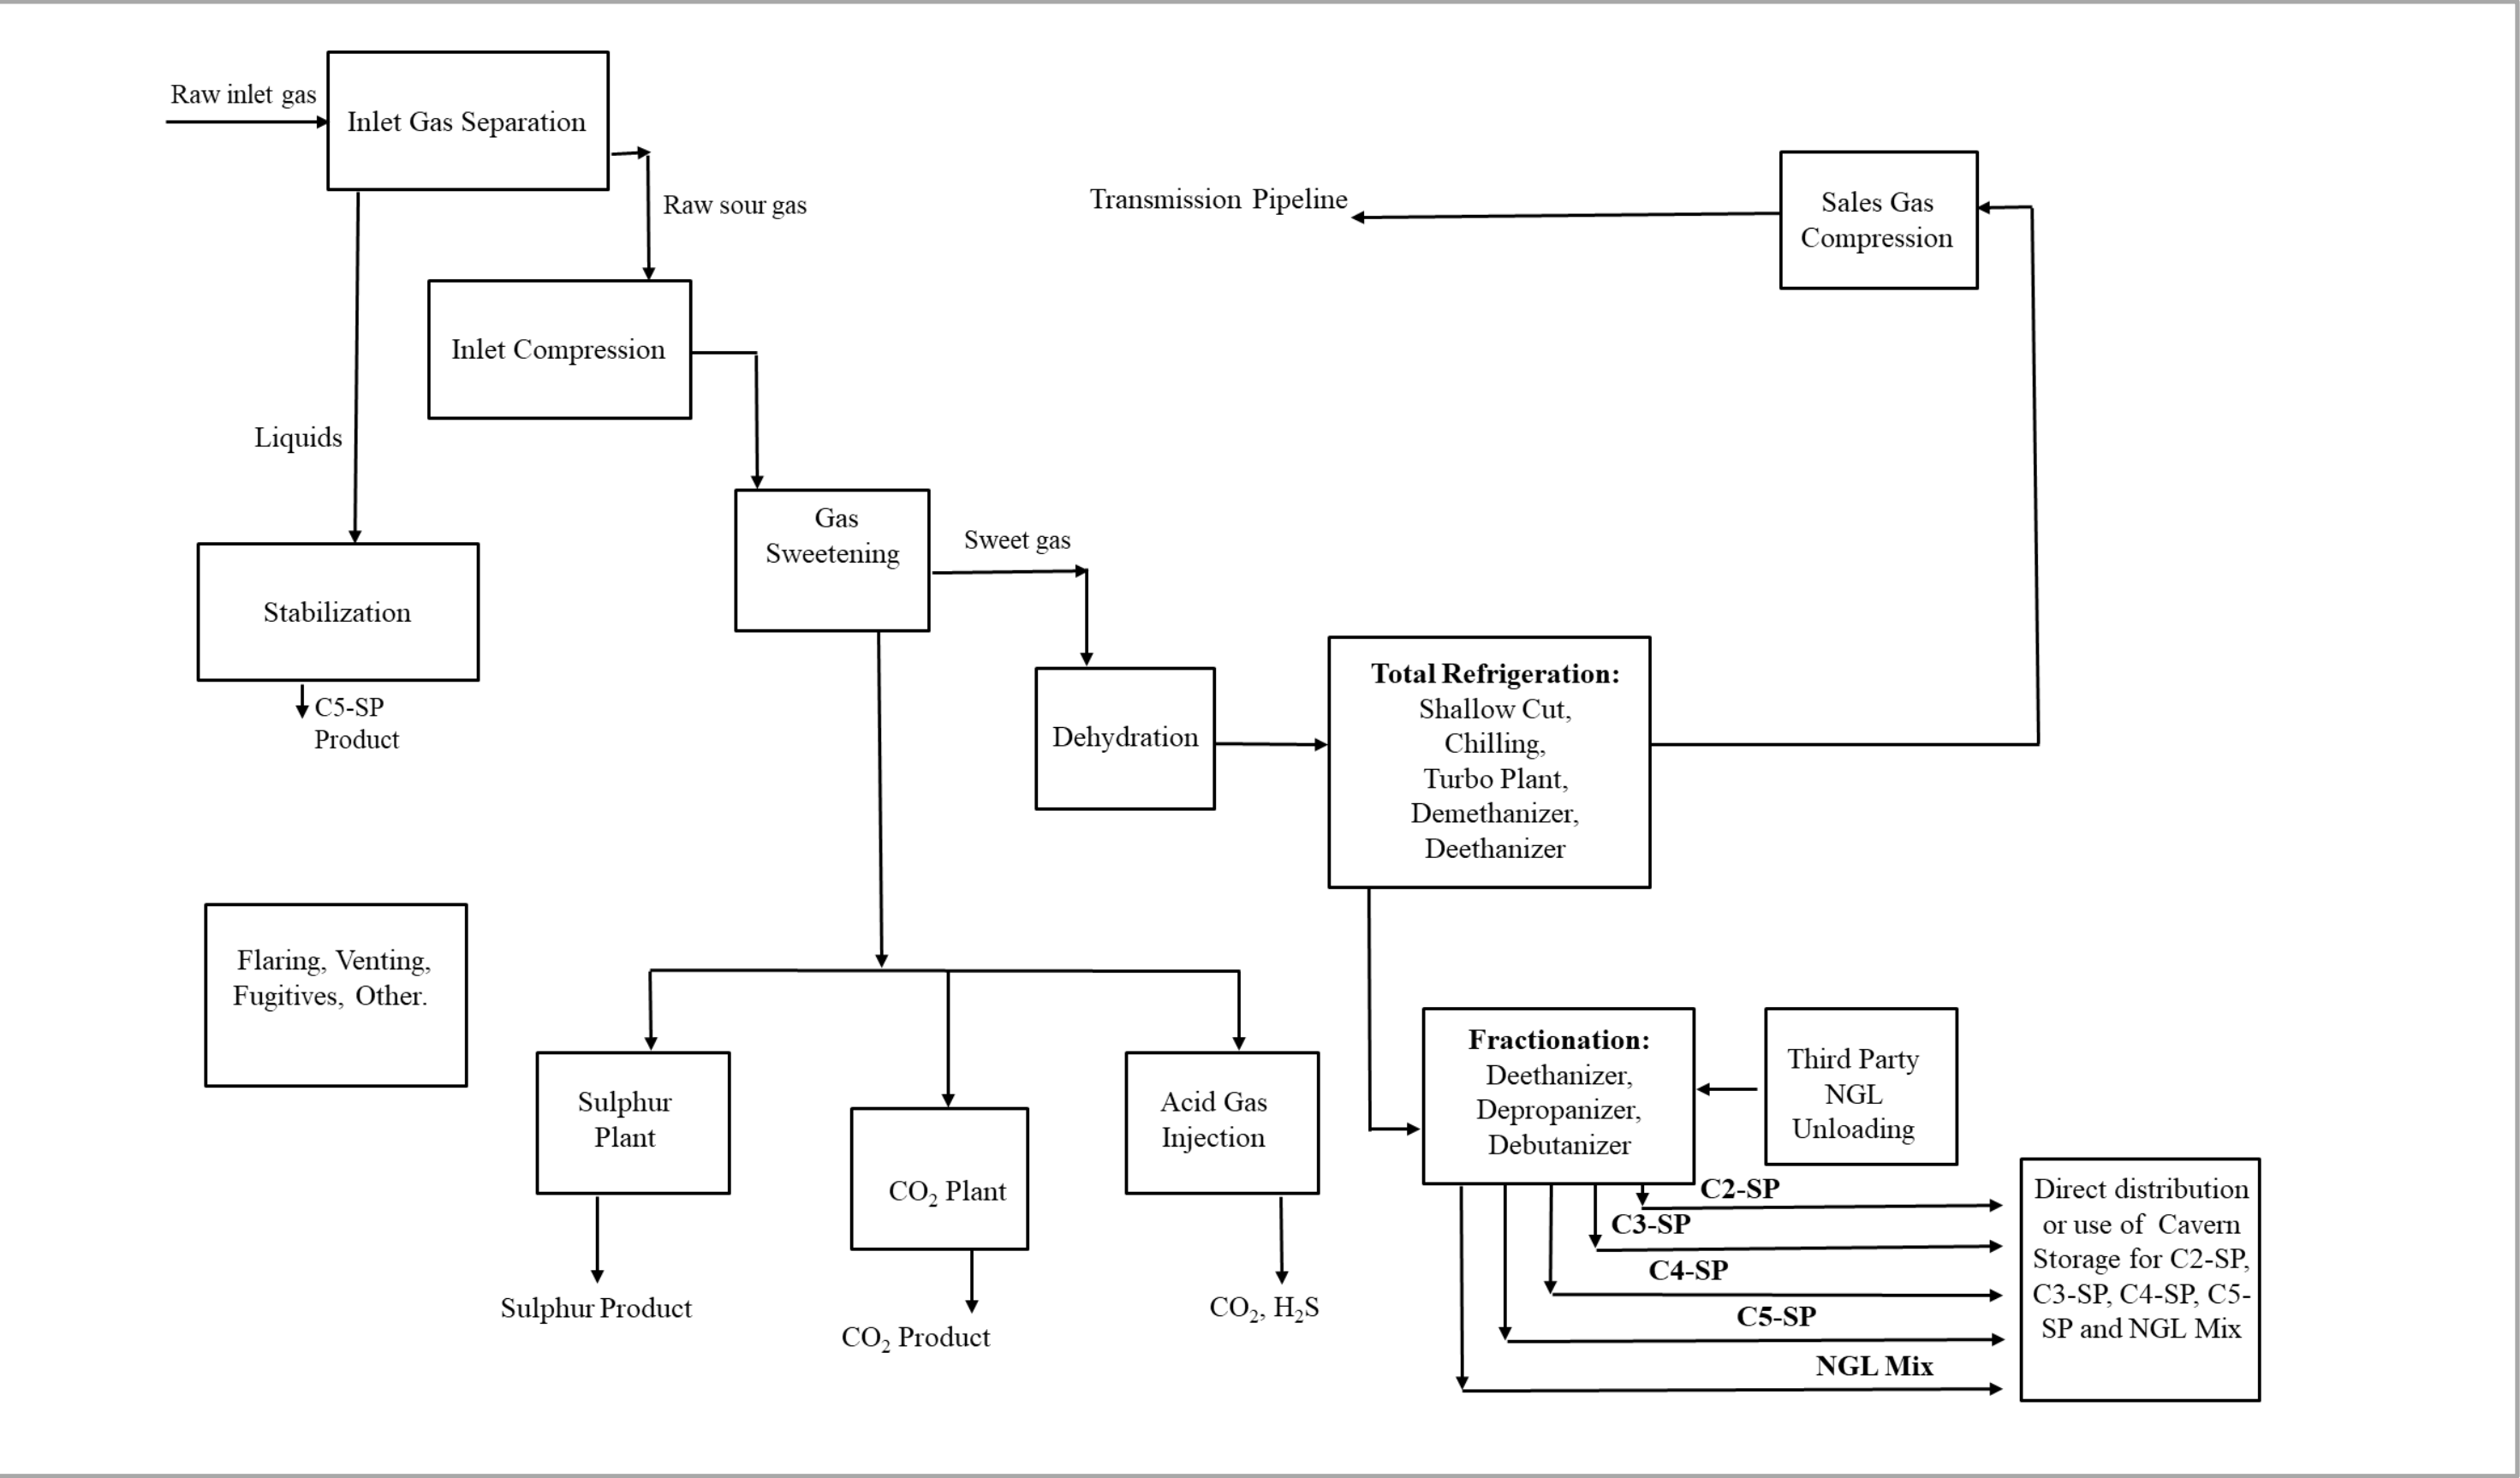 Raw inlet gas
Inlet Gas Separation
Raw sour gas
Transmission Pipeline
Sales Gas
Compression
Inlet Compression
Liquids
Gas
Sweetening
Sweet gas
Stabilization
C5-SP
Product
Dehydration
Total Refrigeration:
Shallow Cut,
Chilling,
Turbo Plant,
Demethanizer,
Deethanizer
Flaring, Venting,
Fugitives, Other.
Sulphur
Plant
CO₂ Plant
Acid Gas
Injection
Fractionation:
Deethanizer,
Depropanizer,
Debutanizer
Third Party
NGL
Unloading
C2-SP
C3-SP
C4-SP
C5-SP
NGL Mix
Direct distribution
or use of Cavern
Storage for C2-SP,
C3-SP, C4-SP, C5-
SP and NGL Mix
Sulphur Product
CO₂ Product
CO₂, H₂S